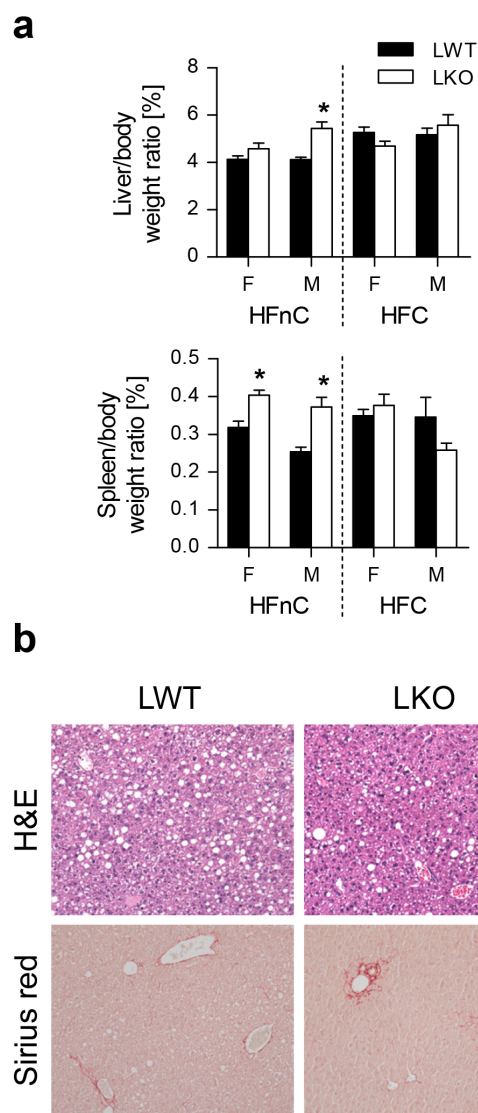 a
LWT
LKO
Liver/body
weight ratio [%]
8
6
4
2
0
*
F
M
F
M
HFnC
HFC
Spleen/body
weight ratio [%]
0.5
0.4
0.3
0.2
0.1
0.0
*
*
F
M
F
M
HFnC
HFC
b
LWT
LKO
H&E
Sirius red